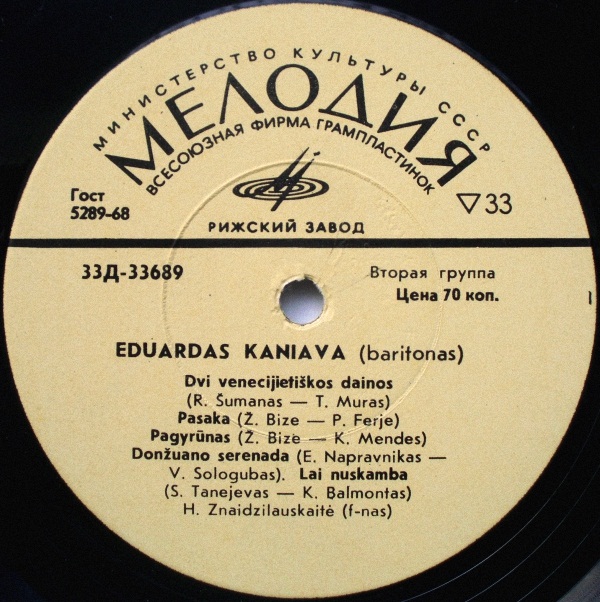 МИНИСТЕРСТВО КУЛЬТУРЫ СССР
МЕЛОДИЯ
ВСЕСОЮЗНАЯ ФИРМА ГРАМПЛАСТИНОК
Гост
5289-68
33
РИЖСКИЙ ЗАВОД
33Д-33689
Вторая группа
Цена 70 коп.
EDUARDAS KANIAVA (baritonas)
Dvi venecijietiškos dainos
(R. Šumanas — T. Muras)
Pasaka (Ž. Bize — P. Ferje)
Pagyrūnas (Ž. Bize — K. Mendes)
Donžuano serenada (E. Napravnikas —
V. Sologubas). Lai nuskamba
(S. Tanejevas — K. Balmontas)
H. Znaidzilauskaitė (f-nas)